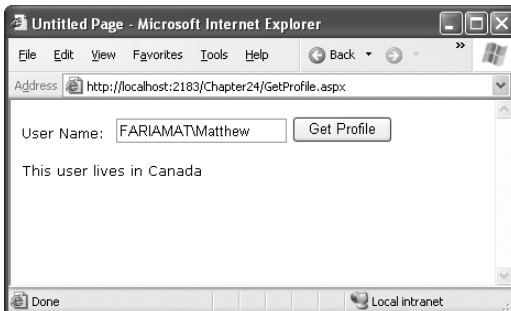 Untitled Page - Microsoft Internet Explorer
File Edit View Favorites Tools Help Back »
Address http://localhost:2183/Chapter24/GetProfile.aspx
User Name: FARIAMAT\Matthew Get Profile
This user lives in Canada
Done Local intranet